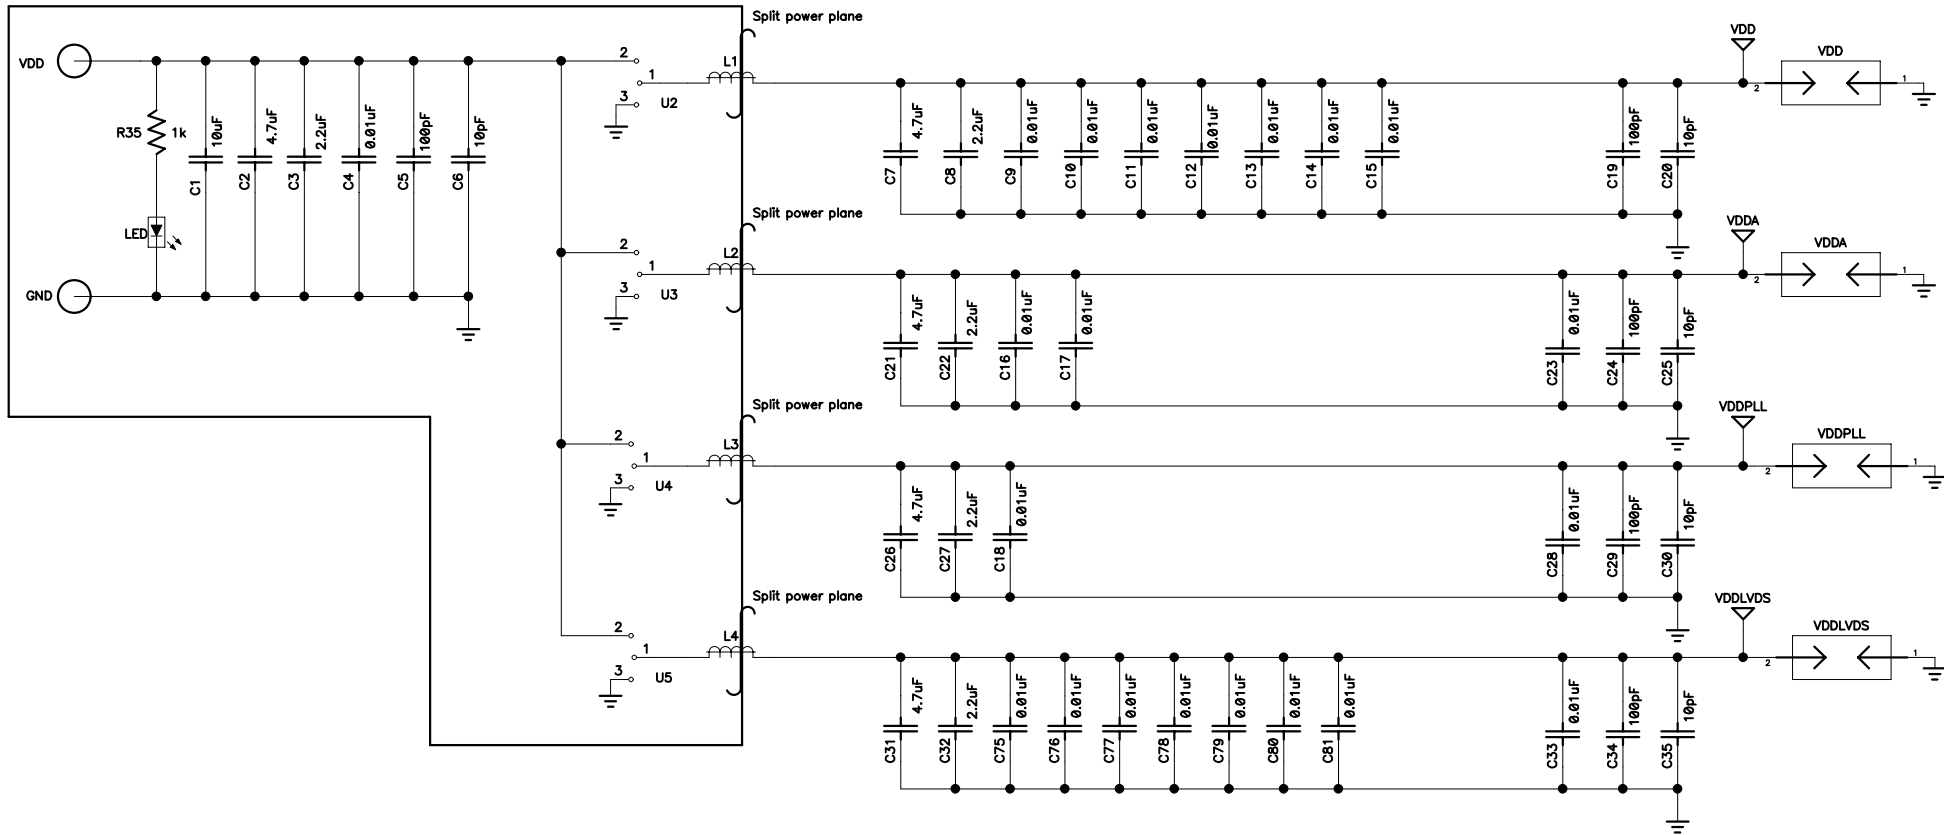 Split power plane
VDD
R35 1k
LED
GND
C1 10uF
C2 4.7uF
C3 2.2uF
C4 0.01uF
C5 100pF
C6 10pF
2
1
3
U2
L1
C7 4.7uF
C8 2.2uF
C9 0.01uF
C10 0.01uF
C11 0.01uF
C12 0.01uF
C13 0.01uF
C14 0.01uF
C15 0.01uF
C19 100pF
C20 10pF
VDD
VDD
2
1
Split power plane
2
1
3
U3
L2
C21 4.7uF
C22 2.2uF
C16 0.01uF
C17 0.01uF
C23 0.01uF
C24 100pF
C25 10pF
VDDA
VDDA
2
1
Split power plane
2
1
3
U4
L3
C26 4.7uF
C27 2.2uF
C18 0.01uF
C28 0.01uF
C29 100pF
C30 10pF
VDDPLL
VDDPLL
2
1
Split power plane
2
1
3
U5
L4
C31 4.7uF
C32 2.2uF
C75 0.01uF
C76 0.01uF
C77 0.01uF
C78 0.01uF
C79 0.01uF
C80 0.01uF
C81 0.01uF
C33 0.01uF
C34 100pF
C35 10pF
VDDLVDS
VDDLVDS
2
1